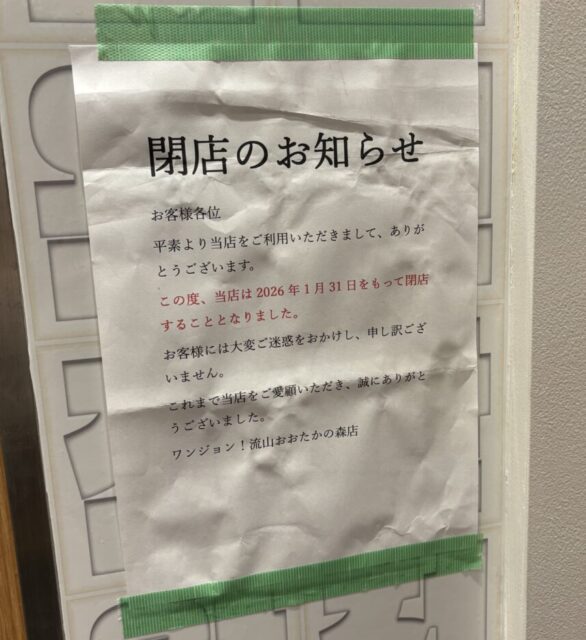 閉店のお知らせ
お客様各位
平素より当店をご利用いただきまして、ありが
とうございます。
この度、当店は 2026 年 1 月 31 日をもって閉店
することとなりました。
お客様には大変ご迷惑をおかけし、申し訳ござ
いません。
これまで当店をご愛顧いただき、誠にありがと
うございました。
ワンジョン！流山おおたかの森店